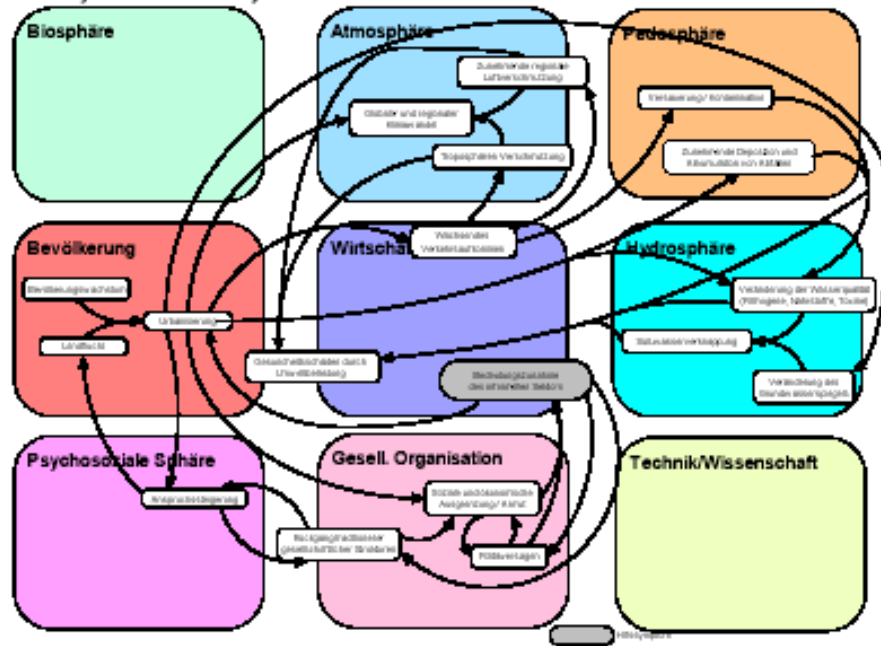 Biosphäre
Atmosphäre
Pedosphäre
Zunehmende regionale
Luftverschmutzung
Globaler und regionaler
Klimawandel
Troposphären Verschmutzung
Versauerung / Kontamination
Zunehmende Deposition und
Akkumulation von Abfällen
Bevölkerung
Wachsendes
Verkehrsaufkommen
Hydrosphäre
Bevölkerungswachstum
Urbanisierung
Landflucht
Gesundheitsschäden durch
Umweltbelastung
Bedeutungszunahme
des informellen Sektors
Veränderung der Wasserqualität
(Pathogene, Nährstoffe, Toxine)
Süßwasserverknappung
Veränderung des
Grundwasserspiegels
Psychosoziale Sphäre
Gesell. Organisation
Technik/Wissenschaft
Anspruchssteigerung
Soziale und ökonomische
Ausgrenzung / Armut
Rückgang traditioneller
gesellschaftlicher Strukturen
Politikversagen